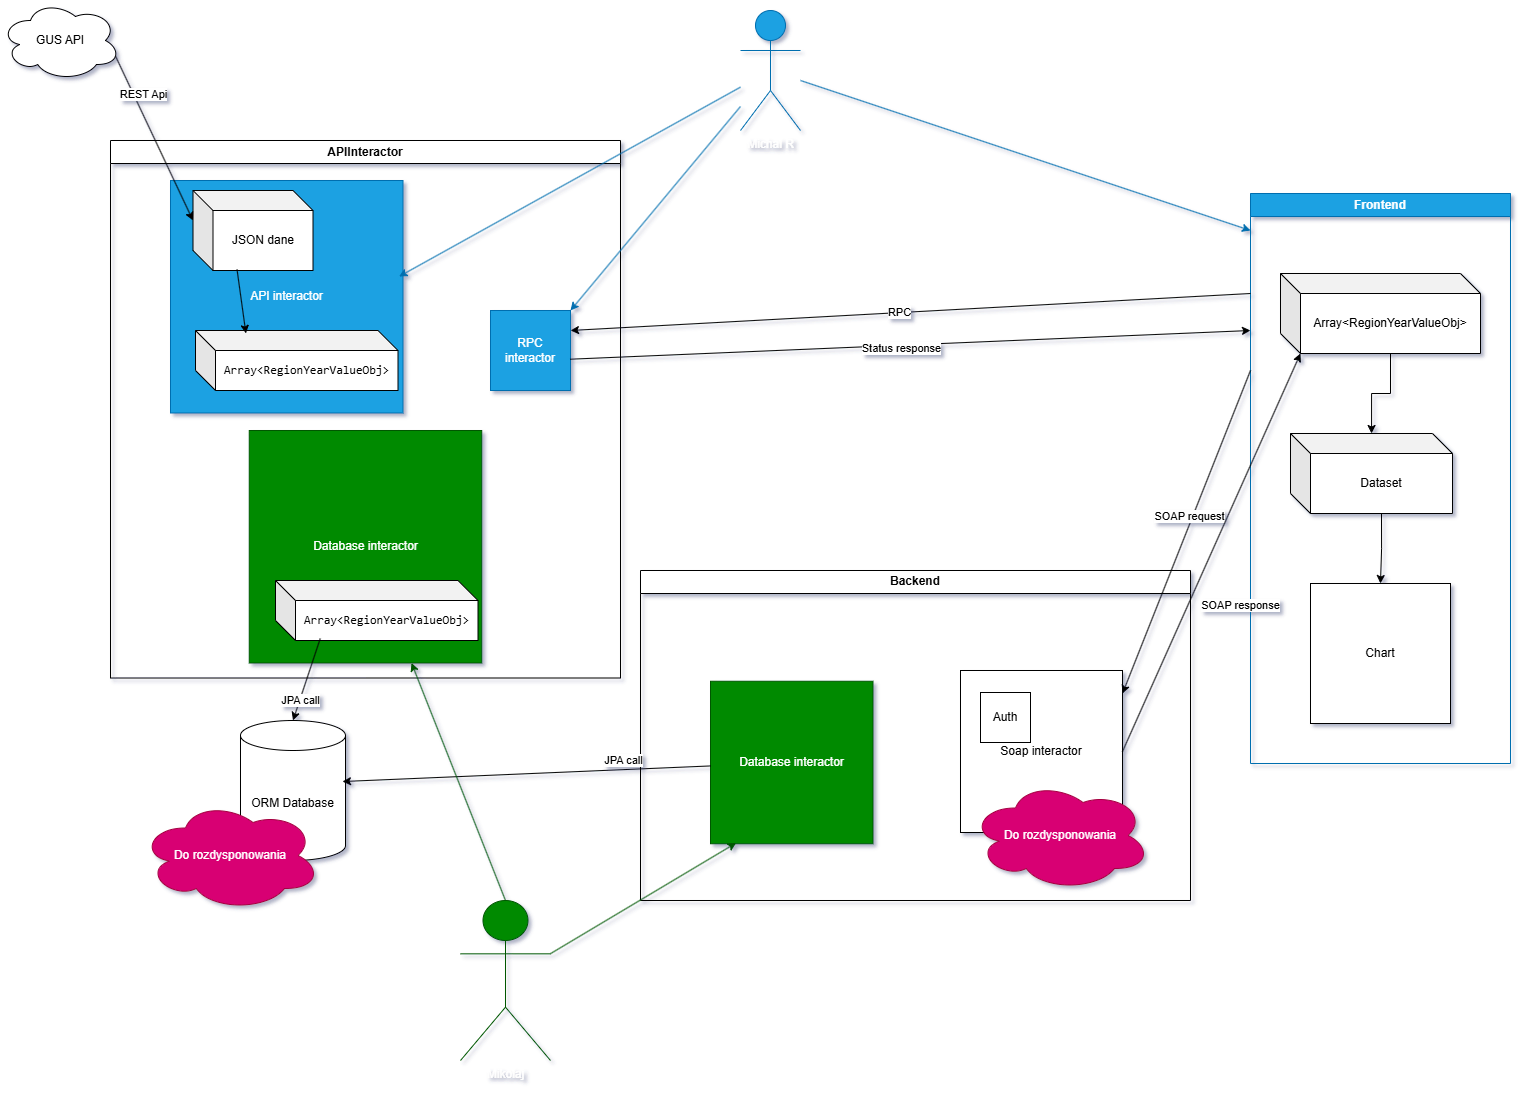 GUS API
REST Api
Michał R
APIInteractor
JSON dane
API interactor
Array<RegionYearValueObj>
RPC
interactor
RPC
Status response
Frontend
Array<RegionYearValueObj>
Dataset
Chart
SOAP request
SOAP response
Database interactor
Array<RegionYearValueObj>
JPA call
ORM Database
Do rozdysponowania
Backend
Database interactor
JPA call
Auth
Soap interactor
Do rozdysponowania
Mikołaj